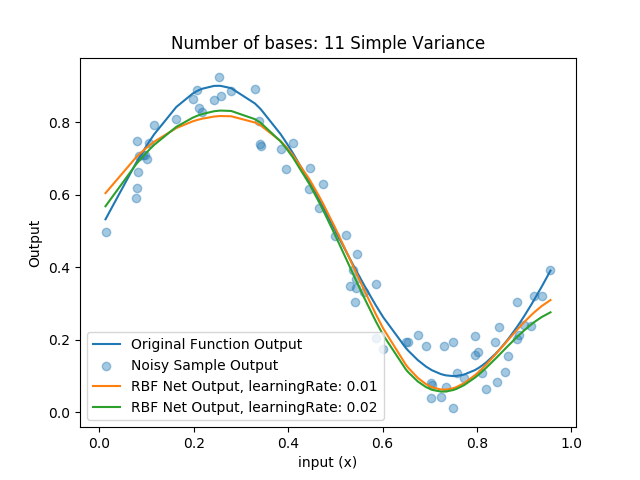 Number of bases: 11 Simple Variance
Output
0.8
0.6
0.4
0.2
0.0
Original Function Output
Noisy Sample Output
RBF Net Output, learningRate: 0.01
RBF Net Output, learningRate: 0.02
0.0 0.2 0.4 0.6 0.8 1.0
input (x)